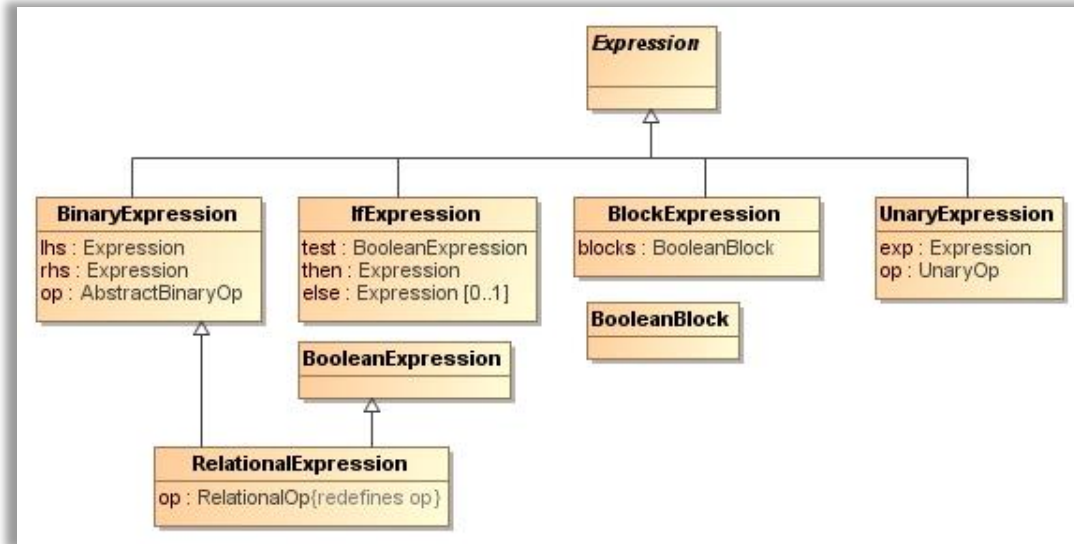 Expression
BinaryExpression
lhs : Expression
rhs : Expression
op : AbstractBinaryOp
IfExpression
test : BooleanExpression
then : Expression
else : Expression [0..1]
BlockExpression
blocks : BooleanBlock
UnaryExpression
exp : Expression
op : UnaryOp
BooleanBlock
BooleanExpression
RelationalExpression
op : RelationalOp{redefines op}